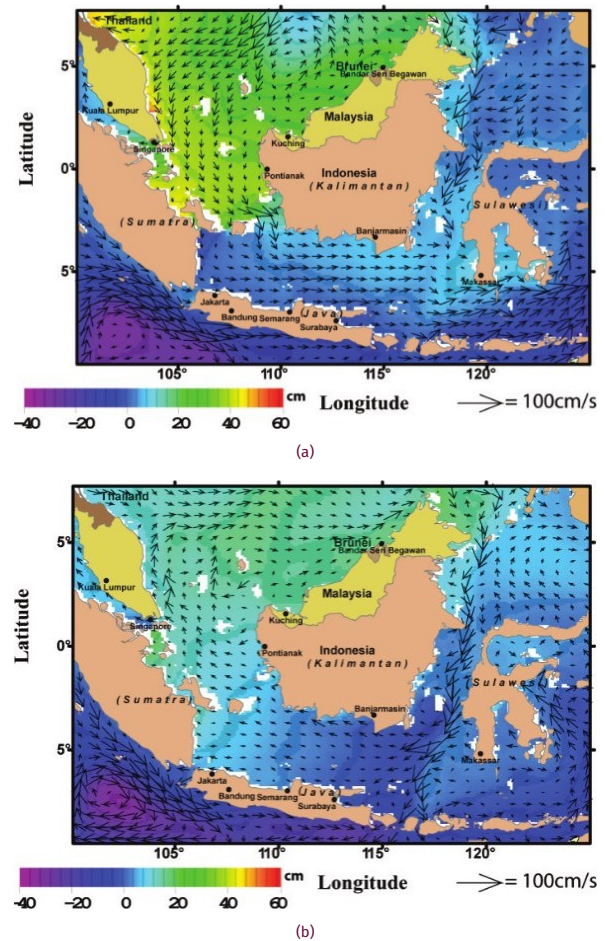 Thailand
5°
Brunei
Bandar Seri Begawan
Kuala Lumpur
Malaysia
Singapore
Kuching
Latitude
0°
Pontianak
Indonesia
(Kalimantan)
(Sumatra)
(Sulawesi)
Banjarmasin
5°
Makassar
Jakarta
(Java)
Bandung
Semarang
Surabaya
105°
110°
115°
120°
cm
Longitude
= 100cm/s
-40
-20
0
20
40
60
(a)
Thailand
5°
Brunei
Bandar Seri Begawan
Kuala Lumpur
Malaysia
Singapore
Kuching
Latitude
0°
Pontianak
Indonesia
(Kalimantan)
(Sumatra)
(Sulawesi)
Banjarmasin
5°
Makassar
Jakarta
(Java)
Bandung
Semarang
Surabaya
105°
110°
115°
120°
cm
Longitude
= 100cm/s
-40
-20
0
20
40
60
(b)